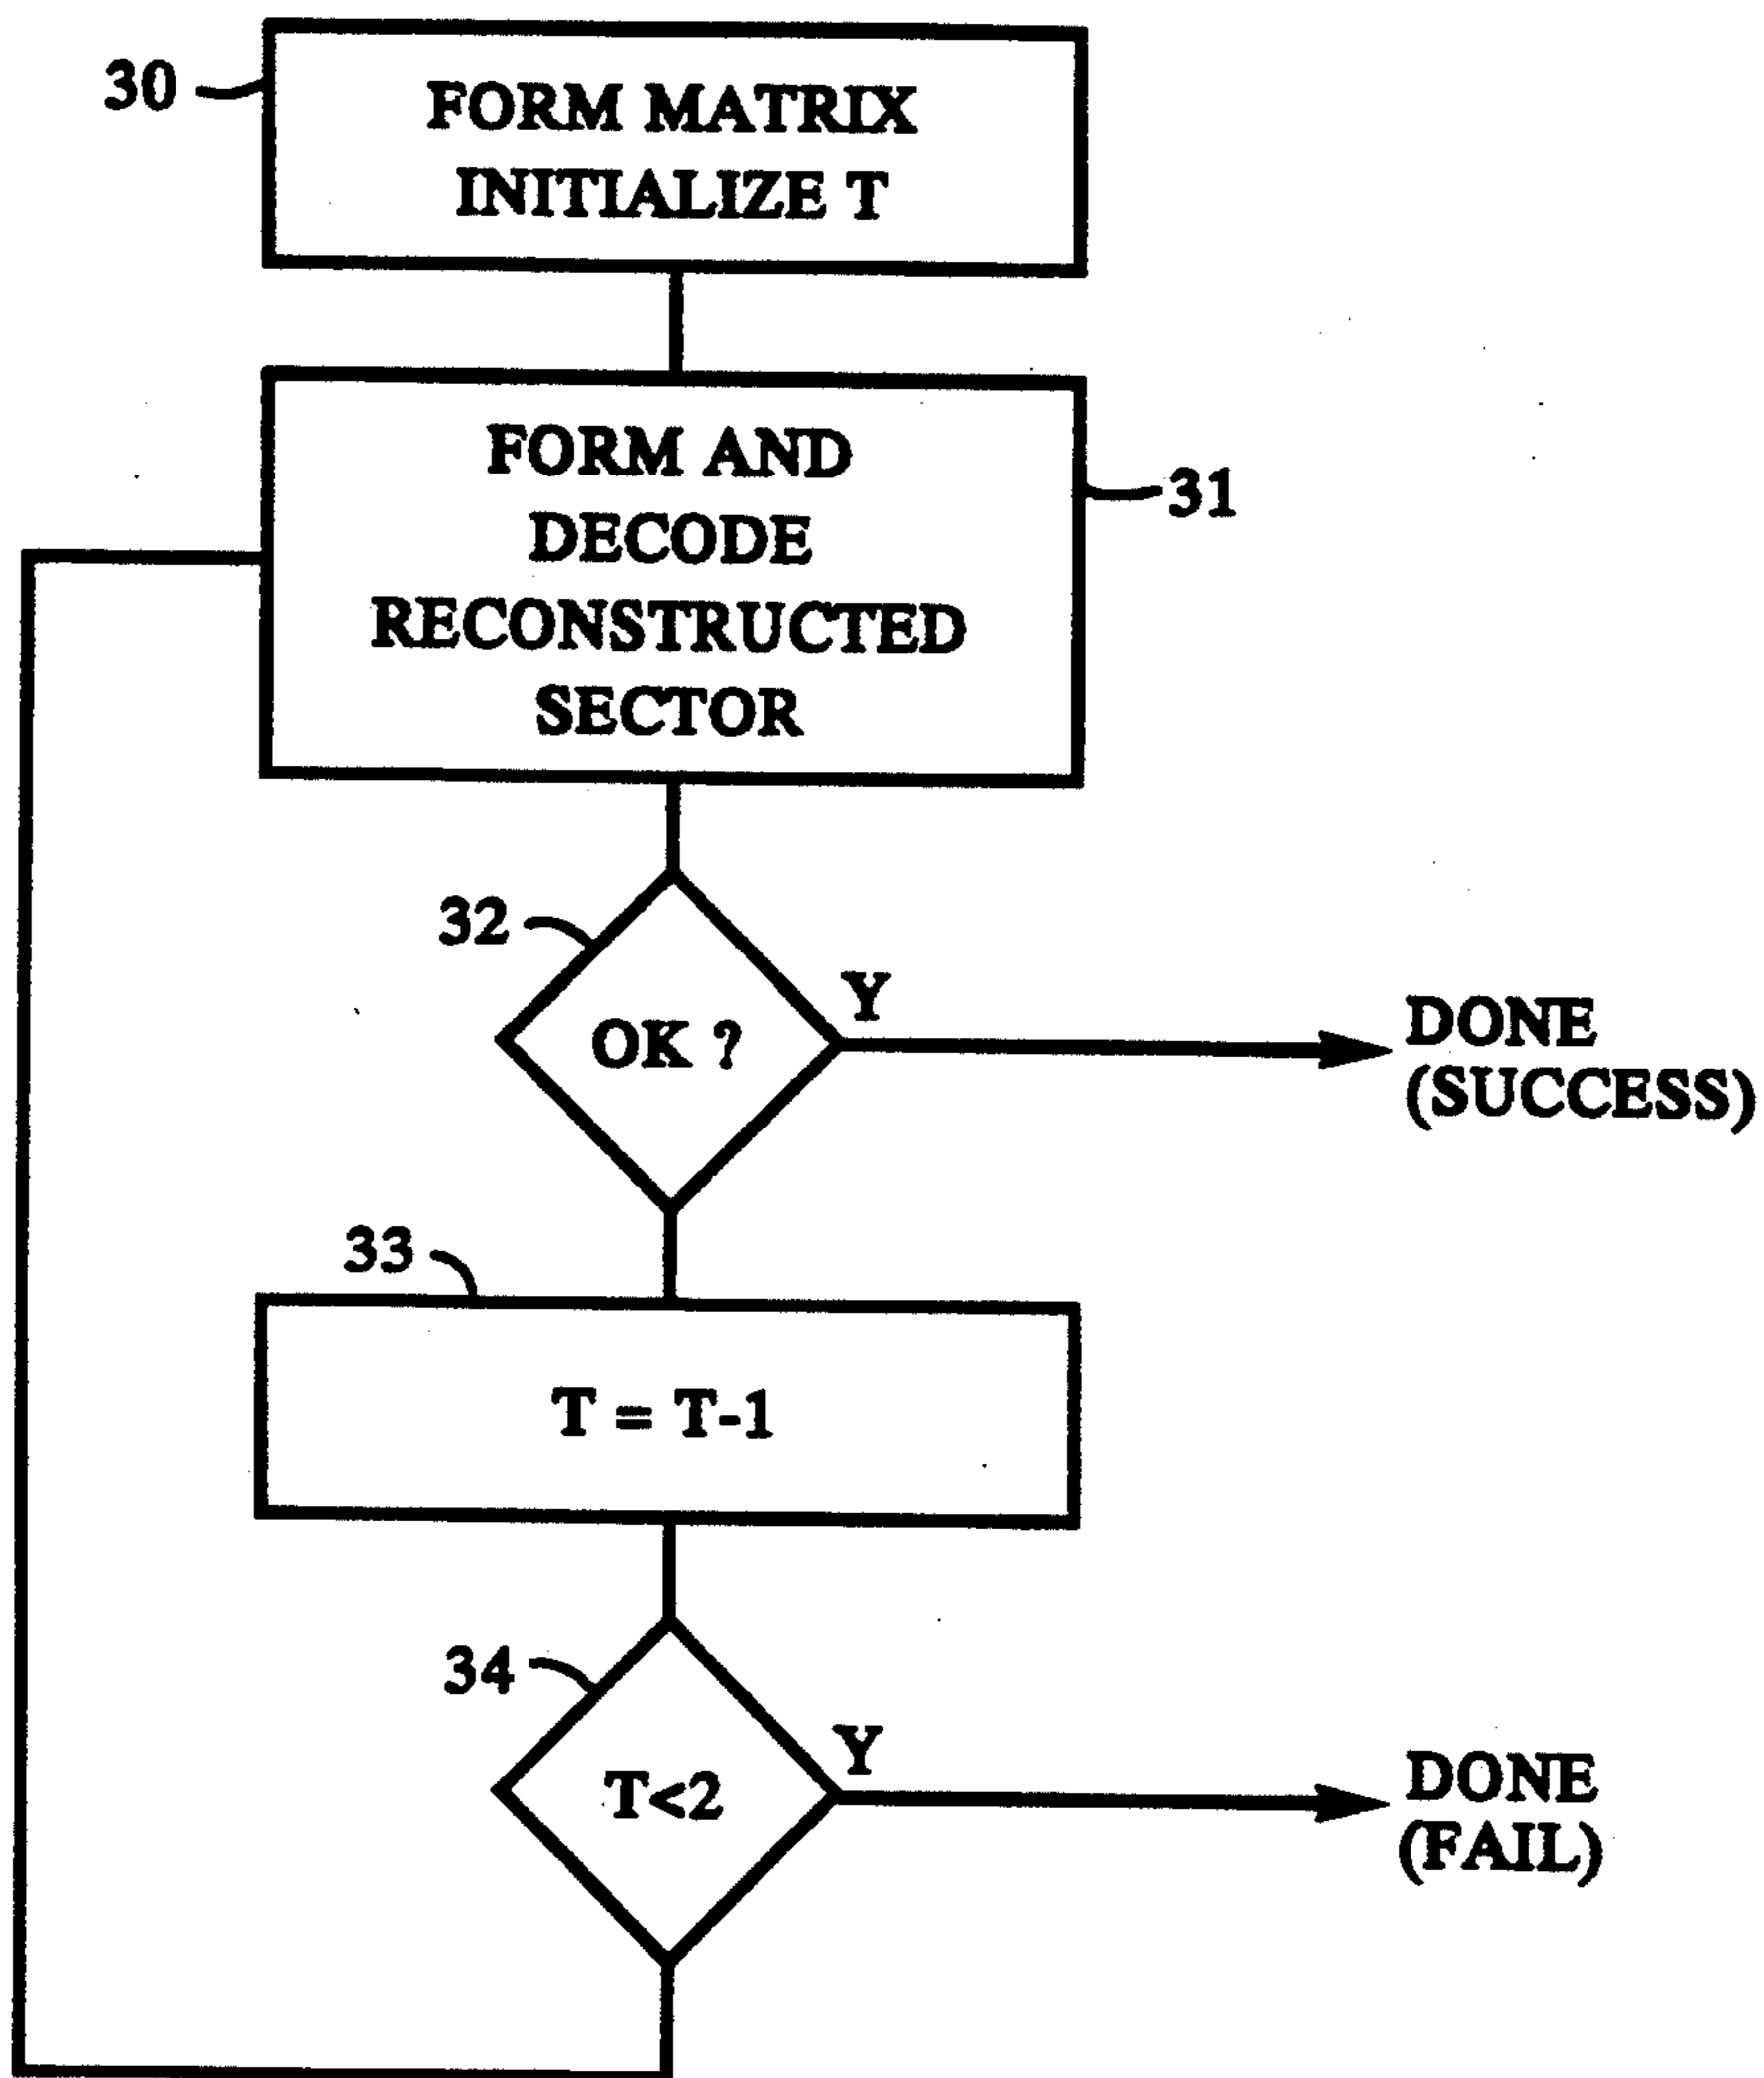 30
FORM MATRIX
INITIALIZE T
FORM AND
DECODE
RECONSTRUCTED
SECTOR
31
32
OK ?
Y
DONE
(SUCCESS)
33
T = T-1
34
T<2
Y
DONE
(FAIL)